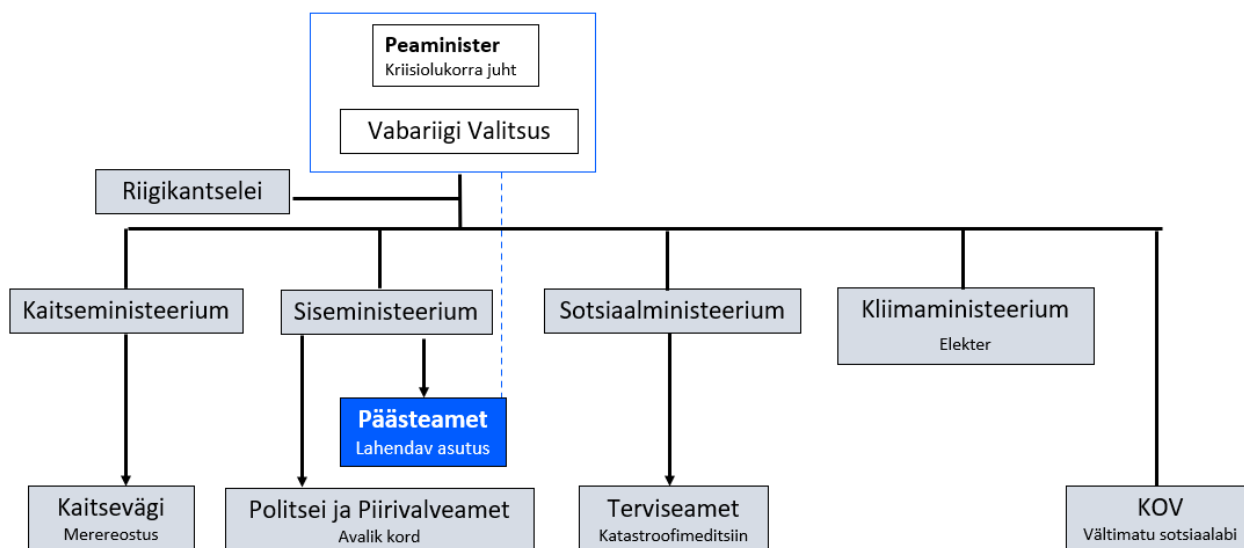 Peaminister
Kriisiolukorra juht
Vabariigi Valitsus
Riigikantselei
Kaitseministeerium
Siseministeerium
Sotsiaalministeerium
Kliimaministeerium
Elekter
Päästeamet
Lahendav asutus
Kaitsevägi
Merereostus
Politsei ja Piirivalveamet
Avalik kord
Terviseamet
Katastroofimeditsiin
KOV
Vältimatu sotsiaalabi